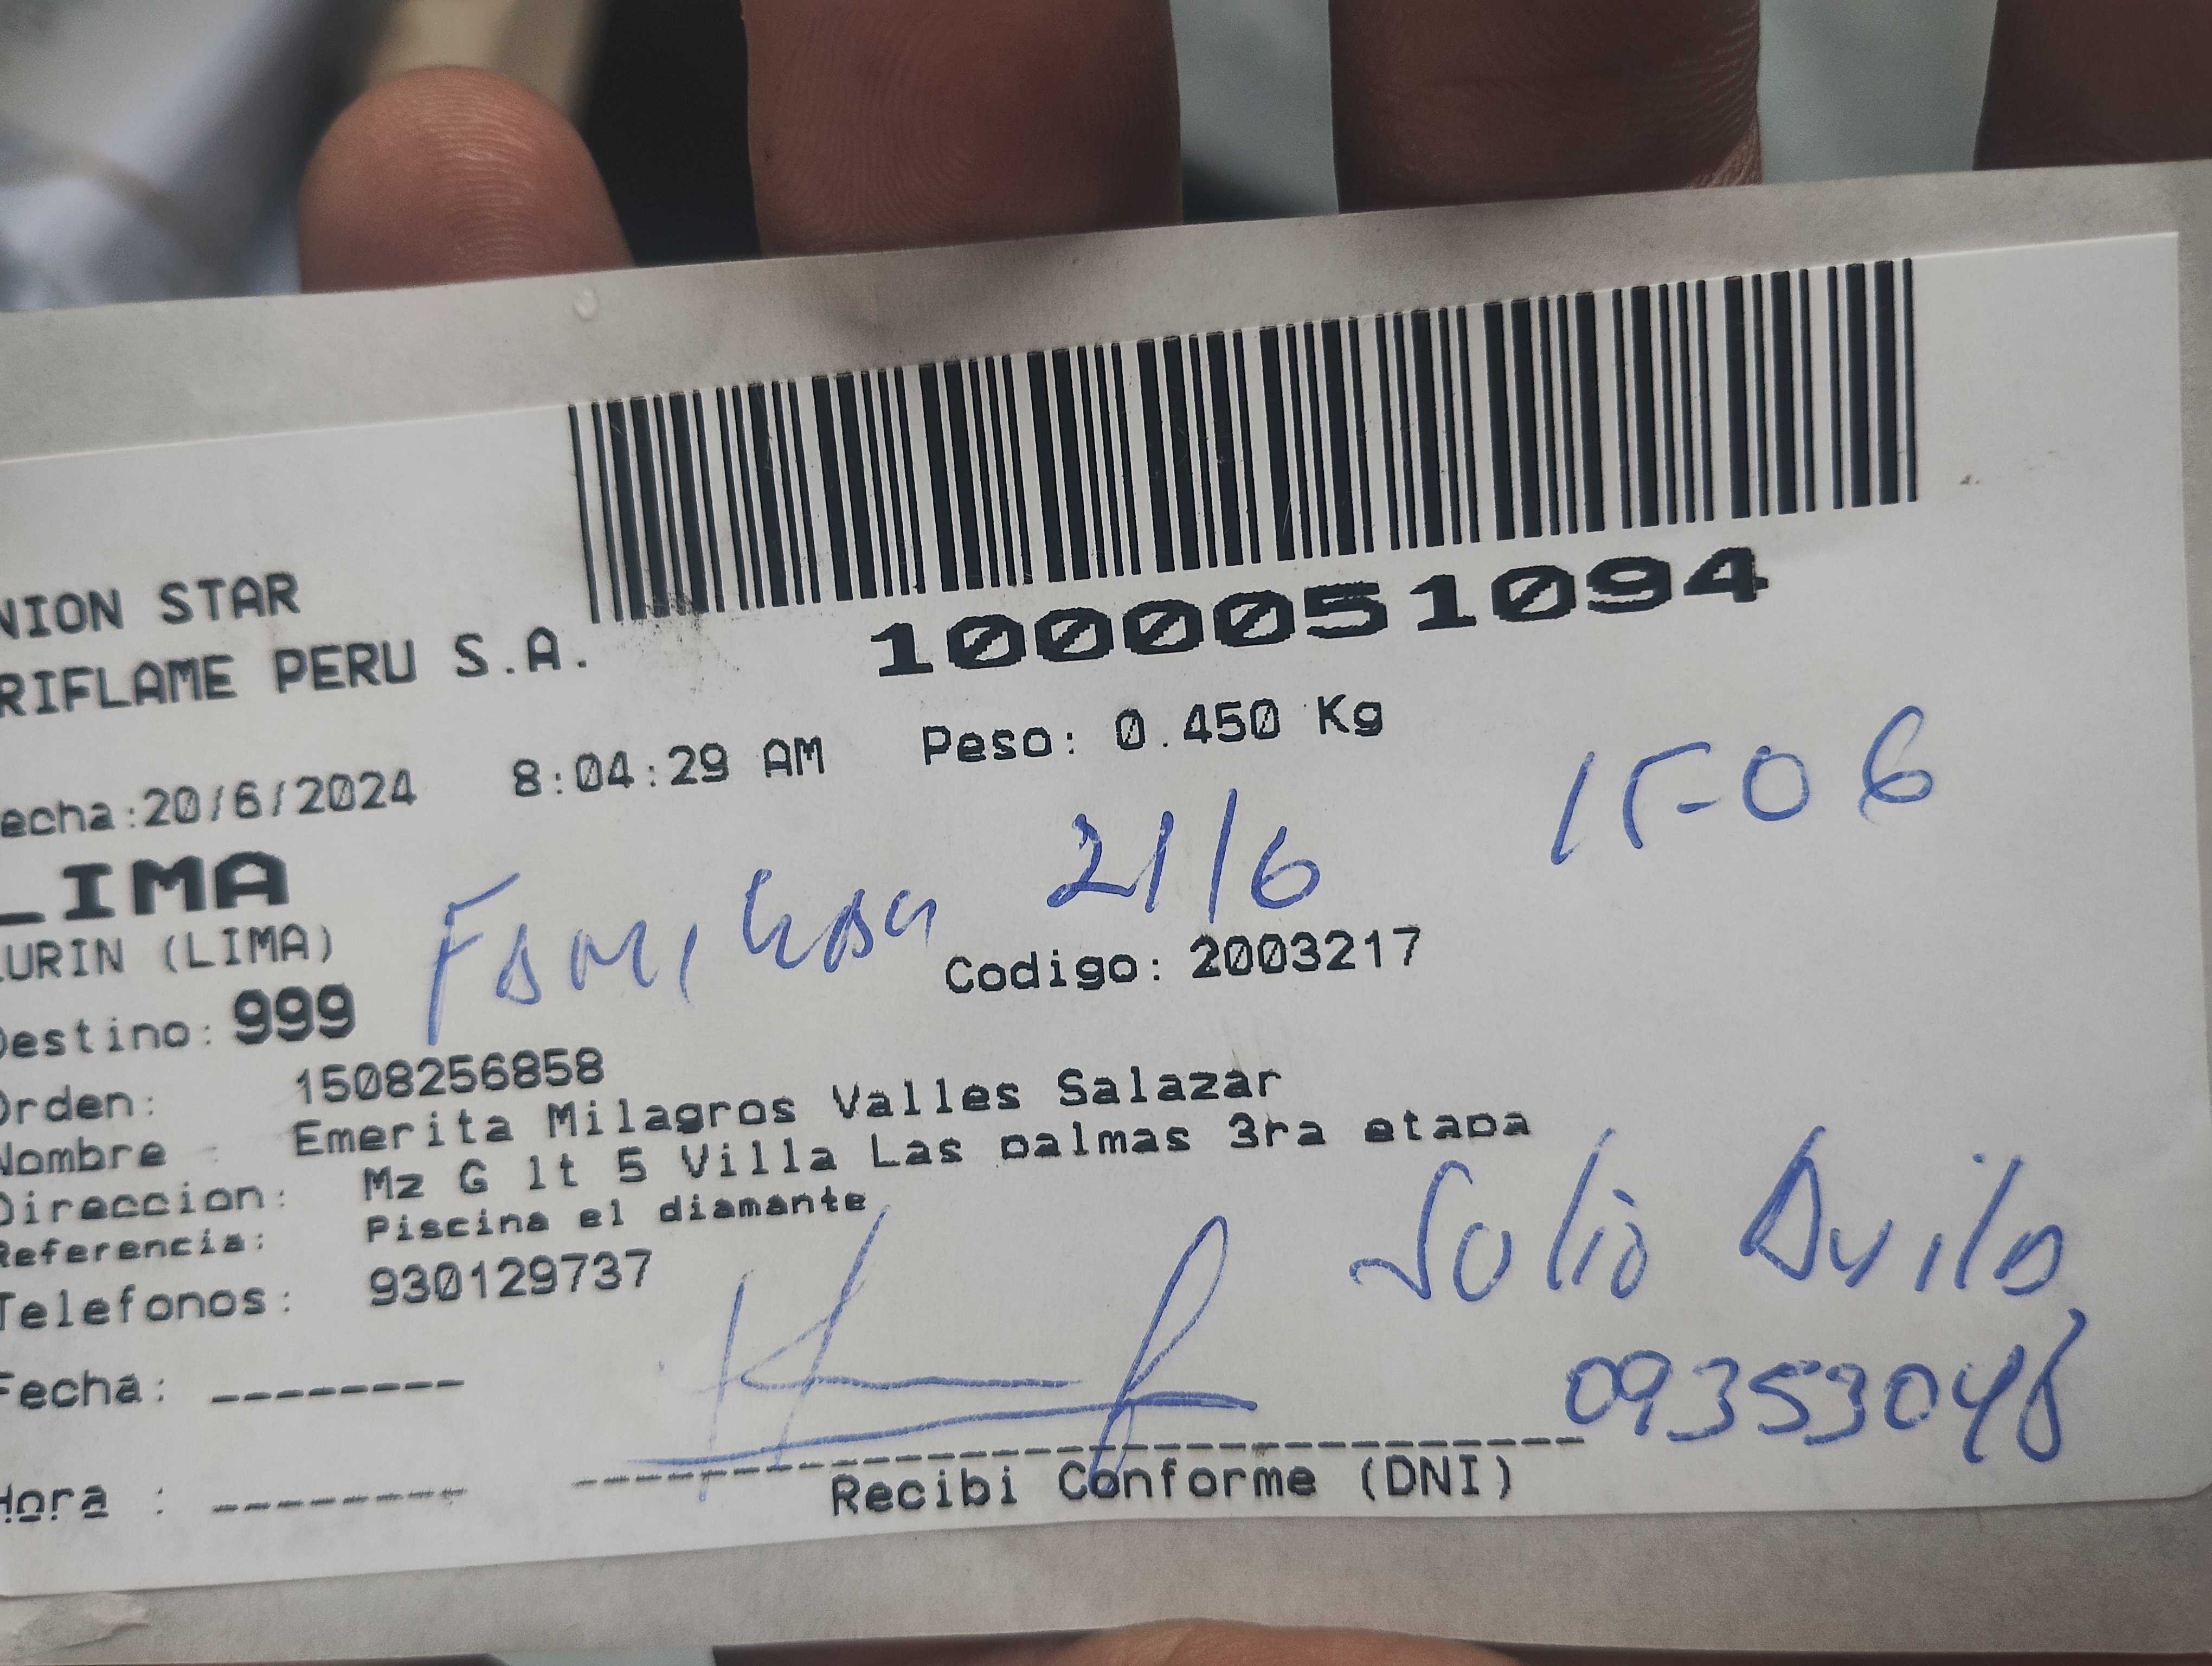 NION STAR
RIFLAME PERU S.A.
1000051094
echa:20/6/2024 8:04:29 AM Peso: 0.450 Kg
15-06
LIMA
21/6
URIN (LIMA)
Codigo: 2003217
Destino: 999
Orden: 1508256858
Nombre : Emerita Milagros Valles Salazar
Direccion: Mz G lt 5 Villa Las palmas 3ra etapa
Referencia: Piscina el diamante
Telefonos: 930129737
Julio Avila
Fecha: --------
09353048
Hora : --------
Recibi Conforme (DNI)